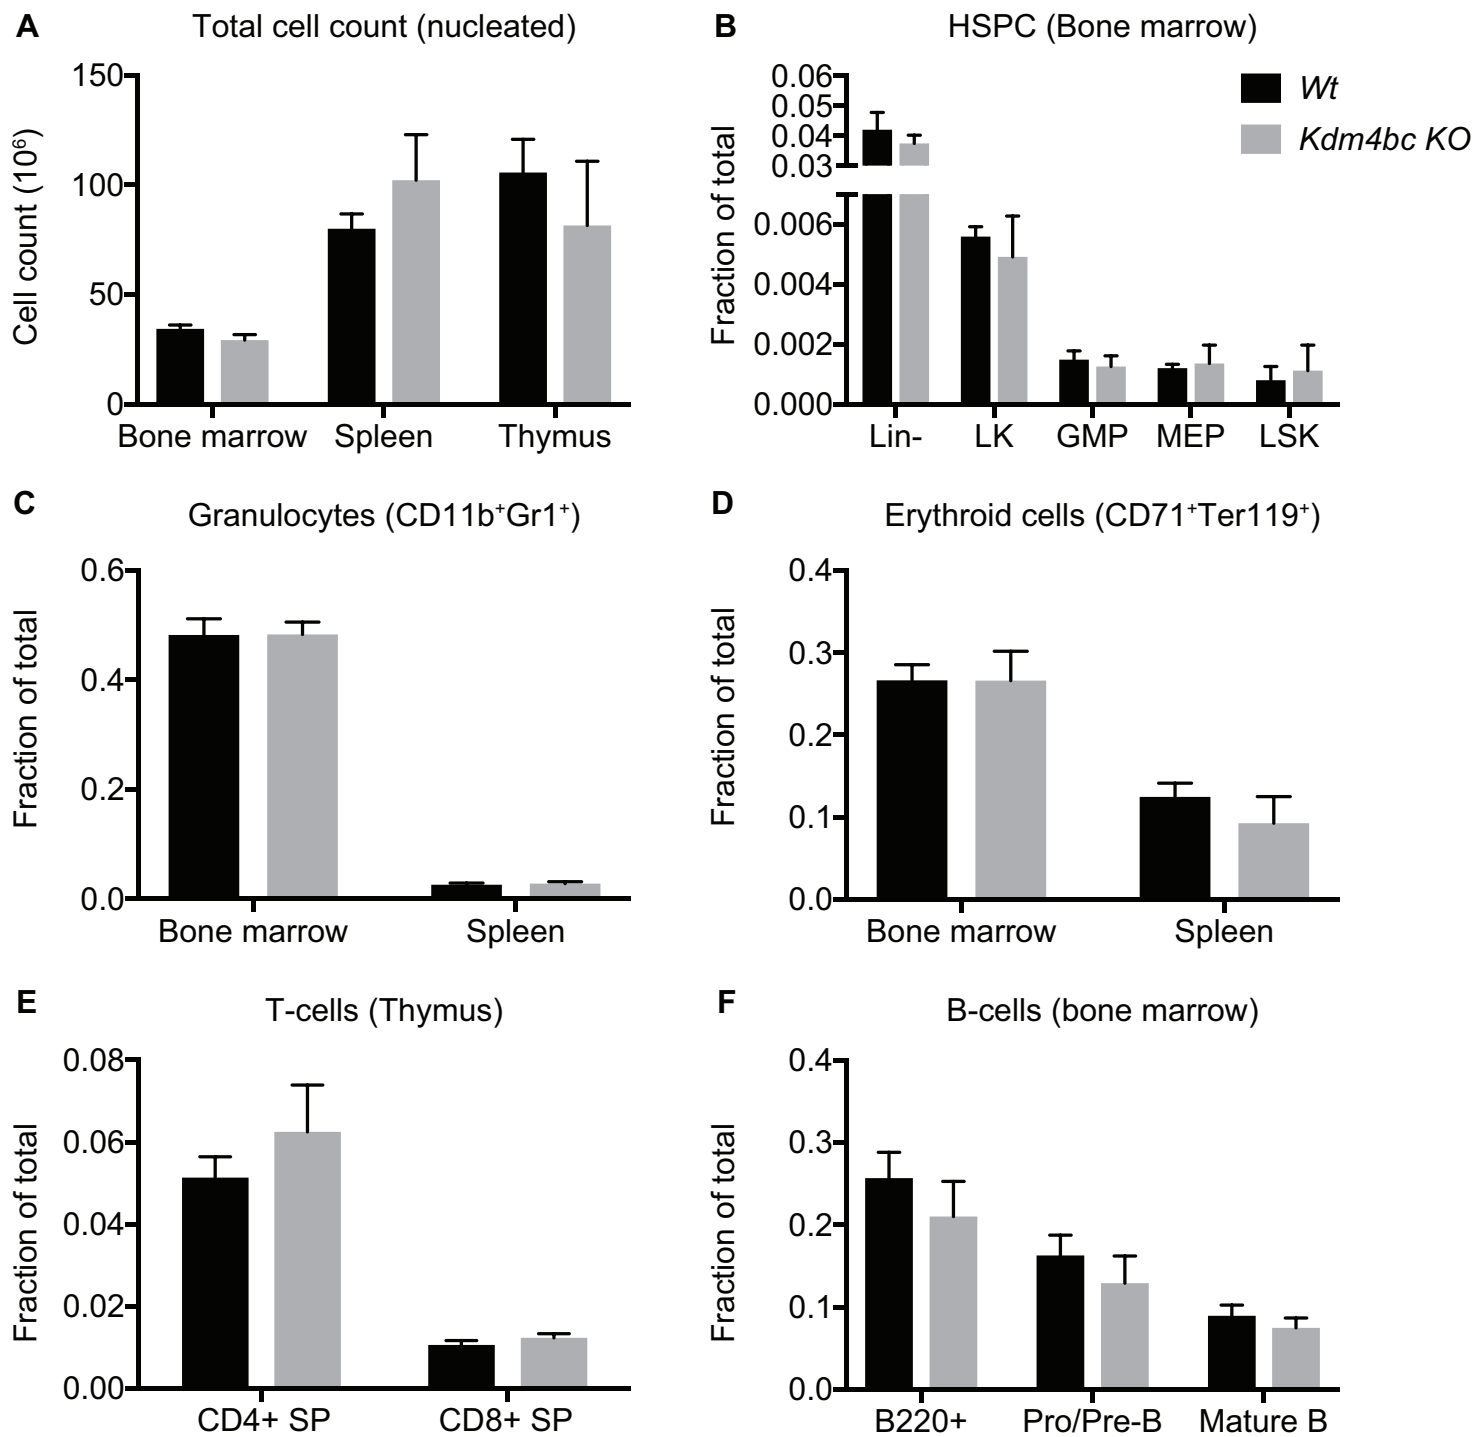 A
Total cell count (nucleated)
150
100
50
0
Cell count (10⁶)
Bone marrow
Spleen
Thymus
B
HSPC (Bone marrow)
0.06
0.05
0.04
0.03
0.006
0.004
0.002
0.000
Fraction of total
Lin-
LK
GMP
MEP
LSK
Wt
Kdm4bc KO
C
Granulocytes (CD11b⁺Gr1⁺)
0.6
0.4
0.2
0.0
Fraction of total
Bone marrow
Spleen
D
Erythroid cells (CD71⁺Ter119⁺)
0.4
0.3
0.2
0.1
0.0
Fraction of total
Bone marrow
Spleen
E
T-cells (Thymus)
0.08
0.06
0.04
0.02
0.00
Fraction of total
CD4+ SP
CD8+ SP
F
B-cells (bone marrow)
0.4
0.3
0.2
0.1
0.0
Fraction of total
B220+
Pro/Pre-B
Mature B